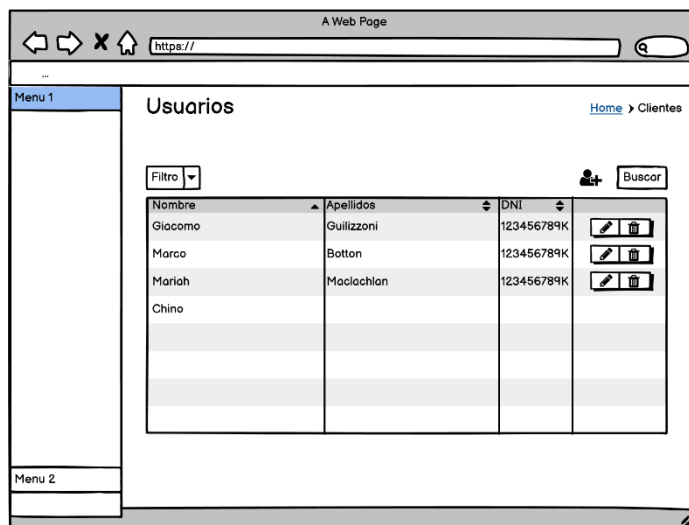 A Web Page
https://
...
Menu 1
Usuarios
Home > Clientes
Filtro
Buscar
Nombre Apellidos DNI
Giacomo Guilizzoni 123456789K
Marco Botton 123456789K
Mariah Maclachlan 123456789K
Chino
Menu 2